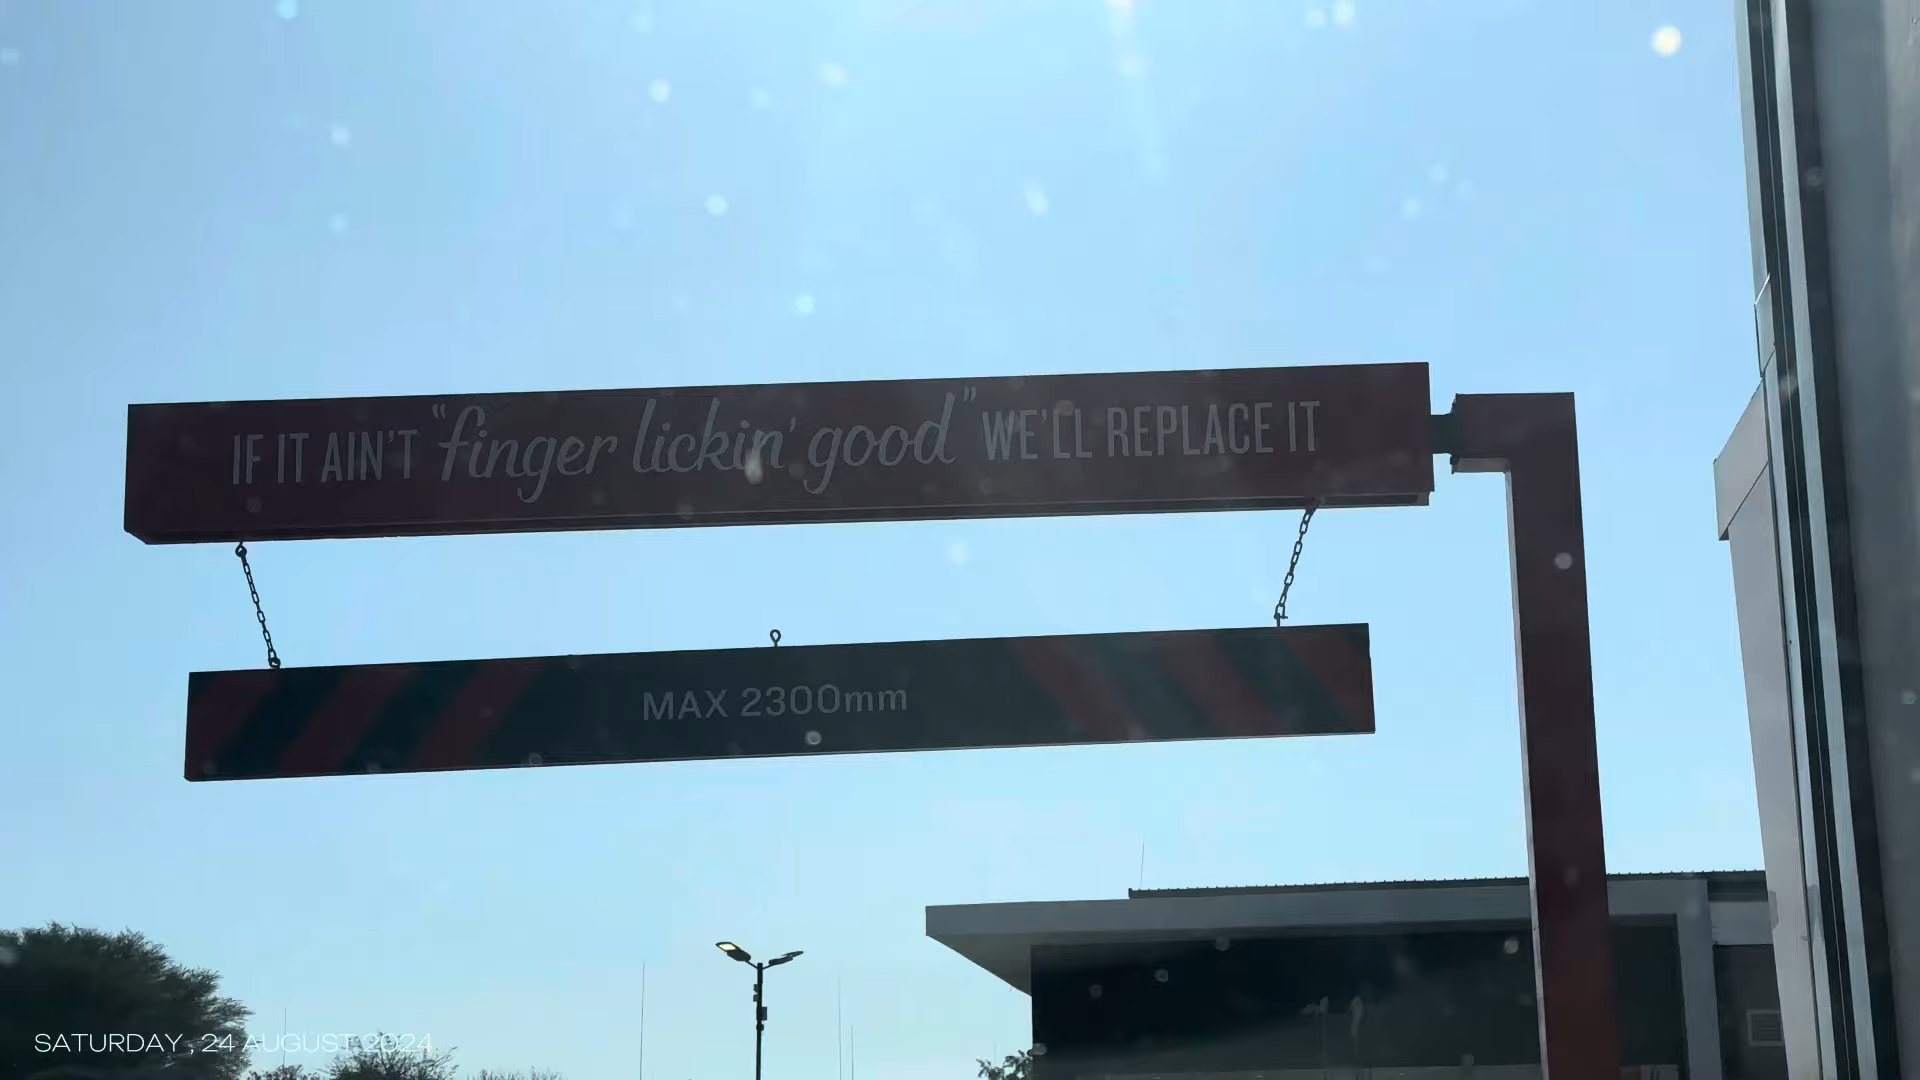 IF IT AIN'T "finger lickin' good" WE'LL REPLACE IT
MAX 2300mm
SATURDAY , 24 AUGUST 2024